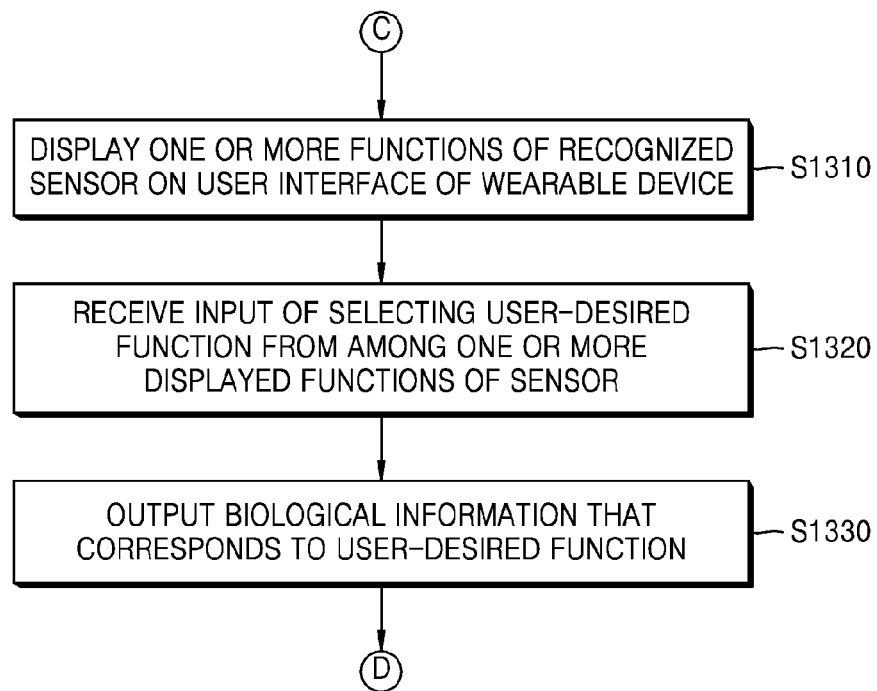 C
DISPLAY ONE OR MORE FUNCTIONS OF RECOGNIZED
SENSOR ON USER INTERFACE OF WEARABLE DEVICE
S1310
RECEIVE INPUT OF SELECTING USER-DESIRED
FUNCTION FROM AMONG ONE OR MORE
DISPLAYED FUNCTIONS OF SENSOR
S1320
OUTPUT BIOLOGICAL INFORMATION THAT
CORRESPONDS TO USER-DESIRED FUNCTION
S1330
D